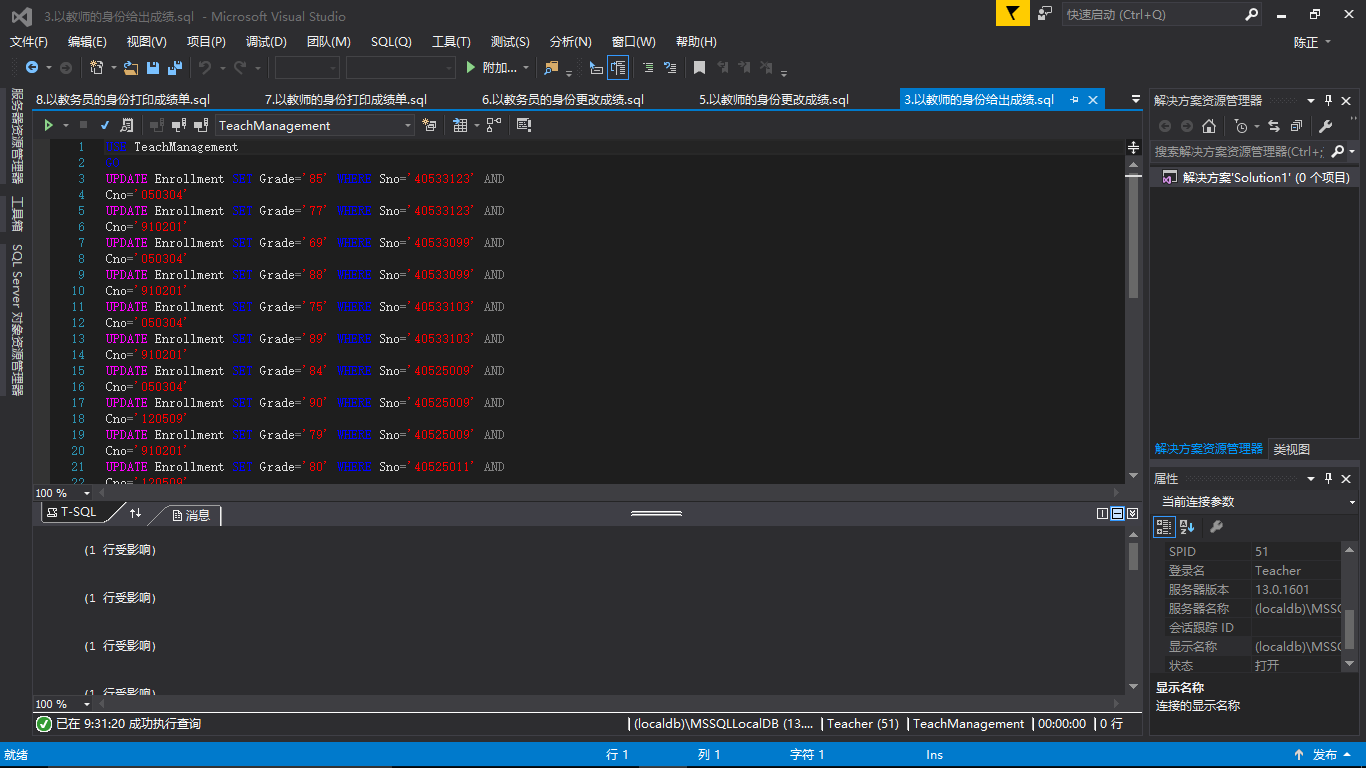 3.以教师的身份给出成绩.sql - Microsoft Visual Studio
快速启动 (Ctrl+Q)
文件(F) 编辑(E) 视图(V) 项目(P) 调试(D) 团队(M) SQL(Q) 工具(T) 测试(S) 分析(N) 窗口(W) 帮助(H)
陈正
附加...
服务器资源管理器
工具箱
SQL Server 对象资源管理器
8.以教务员的身份打印成绩单.sql 7.以教师的身份打印成绩单.sql 6.以教务员的身份更改成绩.sql 5.以教师的身份更改成绩.sql 3.以教师的身份给出成绩.sql
TeachManagement
1 USE TeachManagement
2 GO
3 UPDATE Enrollment SET Grade='85' WHERE Sno='40533123' AND
4 Cno='050304'
5 UPDATE Enrollment SET Grade='77' WHERE Sno='40533123' AND
6 Cno='910201'
7 UPDATE Enrollment SET Grade='69' WHERE Sno='40533099' AND
8 Cno='050304'
9 UPDATE Enrollment SET Grade='88' WHERE Sno='40533099' AND
10 Cno='910201'
11 UPDATE Enrollment SET Grade='75' WHERE Sno='40533103' AND
12 Cno='050304'
13 UPDATE Enrollment SET Grade='89' WHERE Sno='40533103' AND
14 Cno='910201'
15 UPDATE Enrollment SET Grade='84' WHERE Sno='40525009' AND
16 Cno='050304'
17 UPDATE Enrollment SET Grade='90' WHERE Sno='40525009' AND
18 Cno='120509'
19 UPDATE Enrollment SET Grade='79' WHERE Sno='40525009' AND
20 Cno='910201'
21 UPDATE Enrollment SET Grade='80' WHERE Sno='40525011' AND
22 Cno='120509'
100 %
T-SQL 消息
(1 行受影响)
(1 行受影响)
(1 行受影响)
(1 行受影响)
100 %
已在 9:31:20 成功执行查询 (localdb)\MSSQLLocalDB (13.... Teacher (51) TeachManagement 00:00:00 0 行
解决方案资源管理器
搜索解决方案资源管理器(Ctrl+;
解决方案'Solution1' (0 个项目)
解决方案资源管理器 类视图
属性
当前连接参数
SPID 51
登录名 Teacher
服务器版本 13.0.1601
服务器名称 (localdb)\MSSQ
会话跟踪 ID
显示名称 (localdb)\MSSQ
状态 打开
显示名称
连接的显示名称
就绪 行 1 列 1 字符 1 Ins 发布